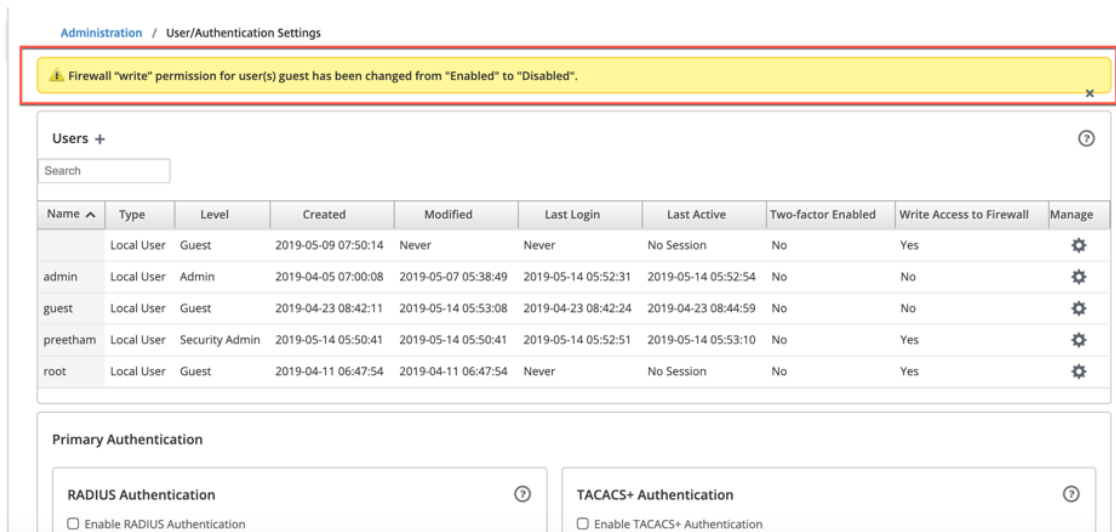 Administration / User/Authentication Settings
Firewall “write” permission for user(s) guest has been changed from "Enabled" to "Disabled".
×
Users +
?
Search
Name Type Level Created Modified Last Login Last Active Two-factor Enabled Write Access to Firewall Manage
Local User Guest 2019-05-09 07:50:14 Never Never No Session No Yes
admin Local User Admin 2019-04-05 07:00:08 2019-05-07 05:38:49 2019-05-14 05:52:31 2019-05-14 05:52:54 No No
guest Local User Guest 2019-04-23 08:42:11 2019-05-14 05:53:08 2019-04-23 08:42:24 2019-04-23 08:44:59 No No
preetham Local User Security Admin 2019-05-14 05:50:41 2019-05-14 05:50:41 2019-05-14 05:52:51 2019-05-14 05:53:10 No Yes
root Local User Guest 2019-04-11 06:47:54 2019-04-11 06:47:54 Never No Session No Yes
Primary Authentication
RADIUS Authentication ? TACACS+ Authentication ?
Enable RADIUS Authentication Enable TACACS+ Authentication